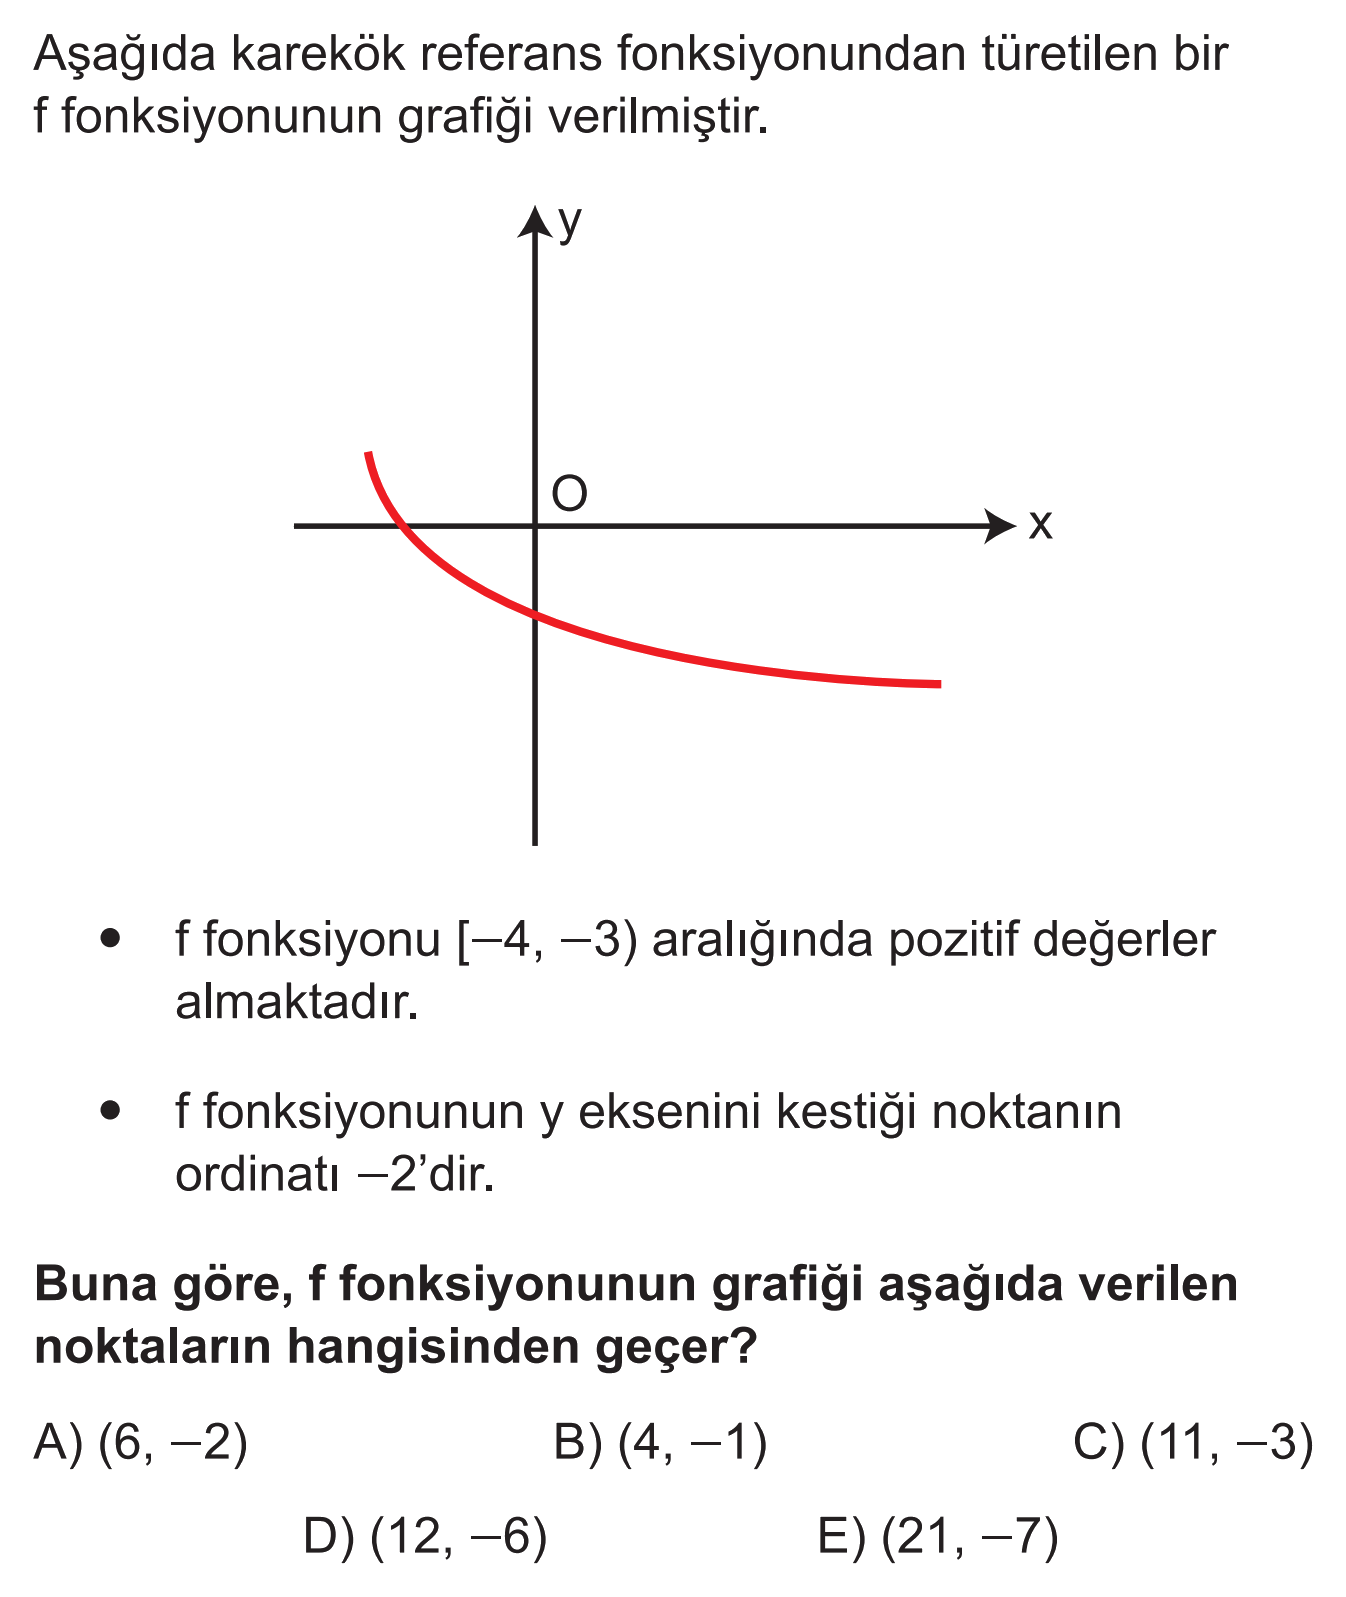 Aşağıda karekök referans fonksiyonundan türetilen bir
f fonksiyonunun grafiği verilmiştir.
y
O
x
• f fonksiyonu [–4, –3) aralığında pozitif değerler
almaktadır.
• f fonksiyonunun y eksenini kestiği noktanın
ordinatı –2’dir.
Buna göre, f fonksiyonunun grafiği aşağıda verilen
noktaların hangisinden geçer?
A) (6, –2) B) (4, –1) C) (11, –3)
D) (12, –6) E) (21, –7)